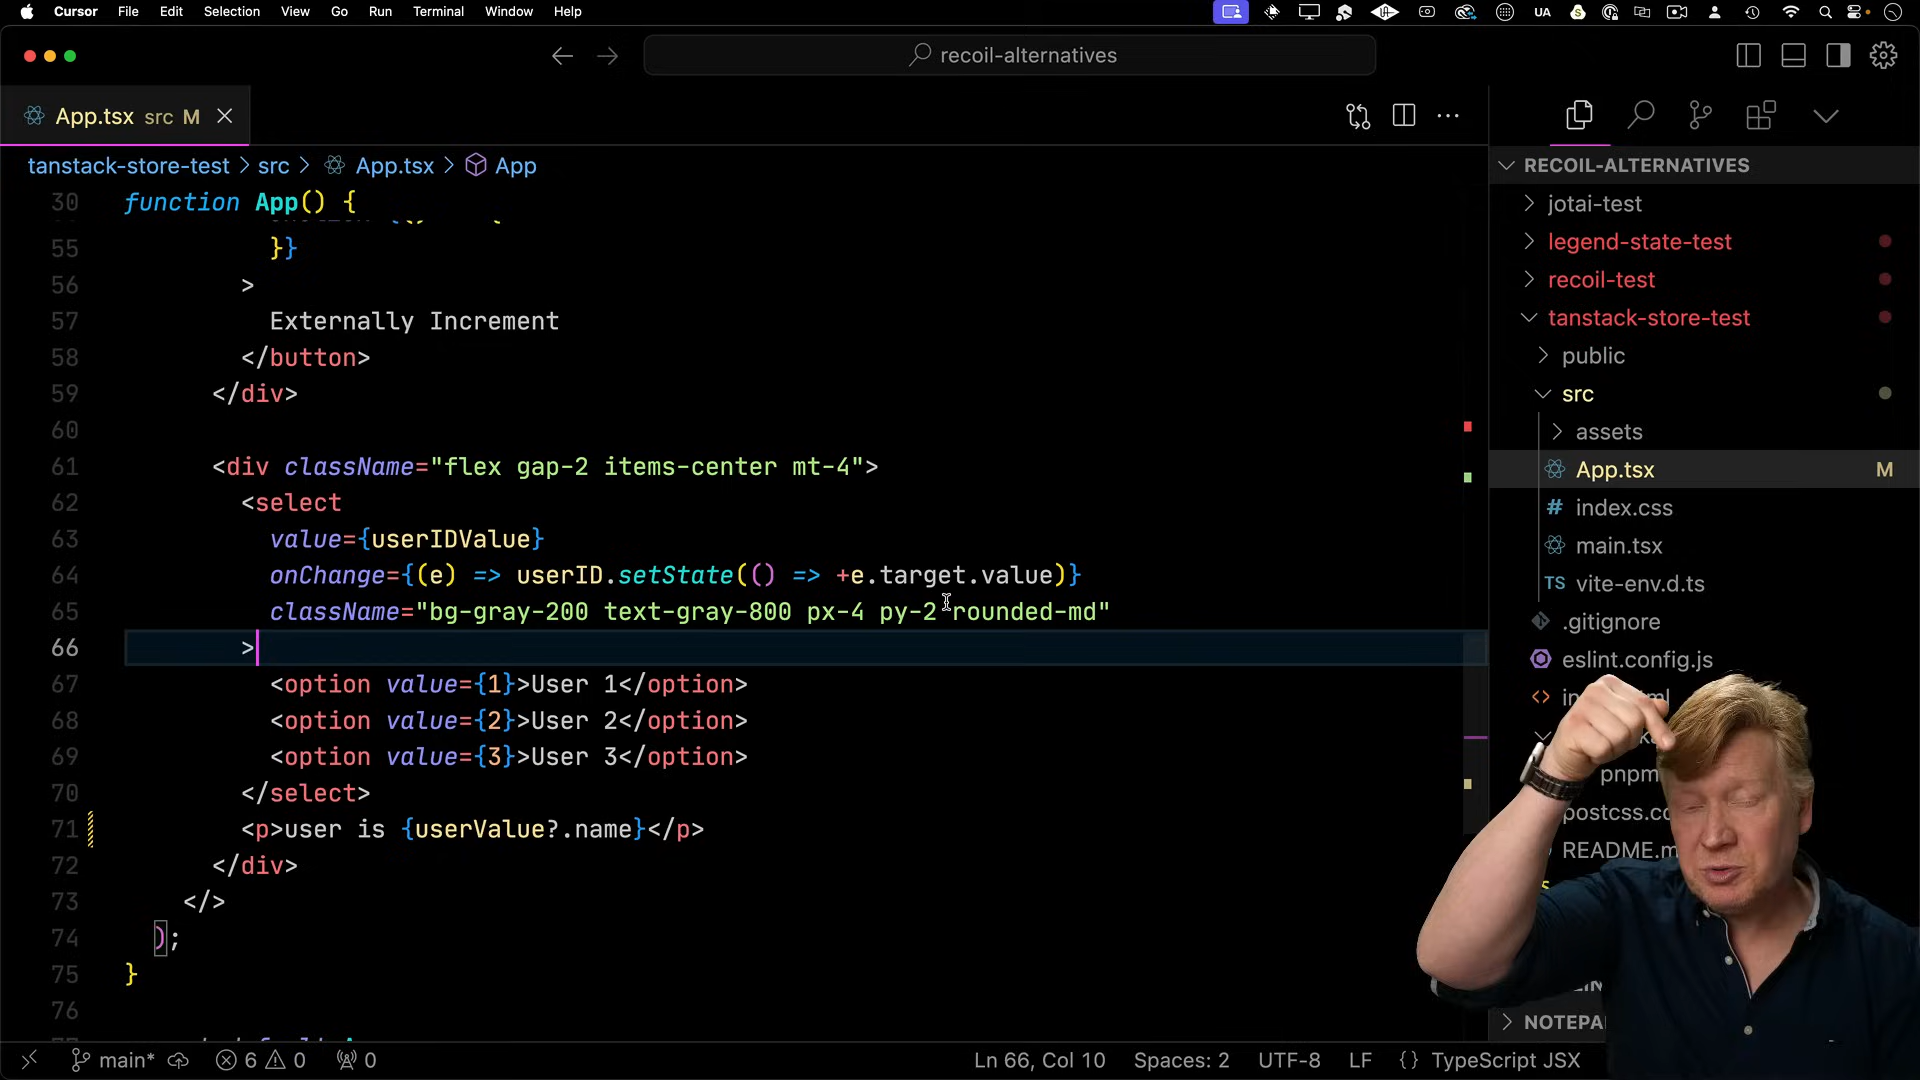 Cursor File Edit Selection View Go Run Terminal Window Help UA
recoil-alternatives
App.tsx src M
tanstack-store-test > src > App.tsx > App
30 function App() {
55 }}
56 >
57 Externally Increment
58 </button>
59 </div>
60
61 <div className="flex gap-2 items-center mt-4">
62 <select
63 value={userIDValue}
64 onChange={(e) => userID.setState(() => +e.target.value)}
65 className="bg-gray-200 text-gray-800 px-4 py-2 rounded-md"
66 >
67 <option value={1}>User 1</option>
68 <option value={2}>User 2</option>
69 <option value={3}>User 3</option>
70 </select>
71 <p>user is {userValue?.name}</p>
72 </div>
73 </>
74 );
75 }
76
RECOIL-ALTERNATIVES
jotai-test
legend-state-test
recoil-test
tanstack-store-test
public
src
assets
App.tsx M
# index.css
main.tsx
TS vite-env.d.ts
.gitignore
eslint.config.js
pnpm
postcss.co
README.m
NOTEPA
main* 6 0 0 Ln 66, Col 10 Spaces: 2 UTF-8 LF {} TypeScript JSX